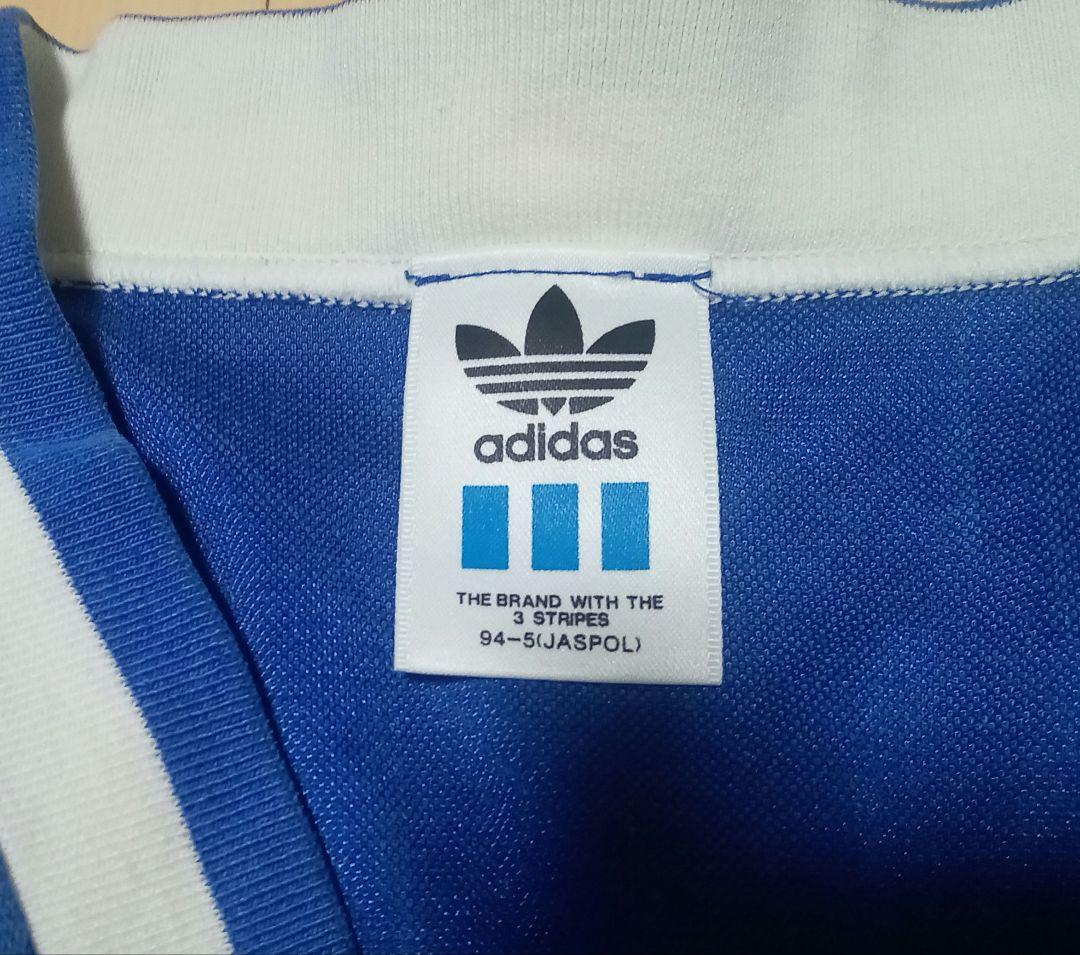 adidas
THE BRAND WITH THE
3 STRIPES
94-5(JASPOL)